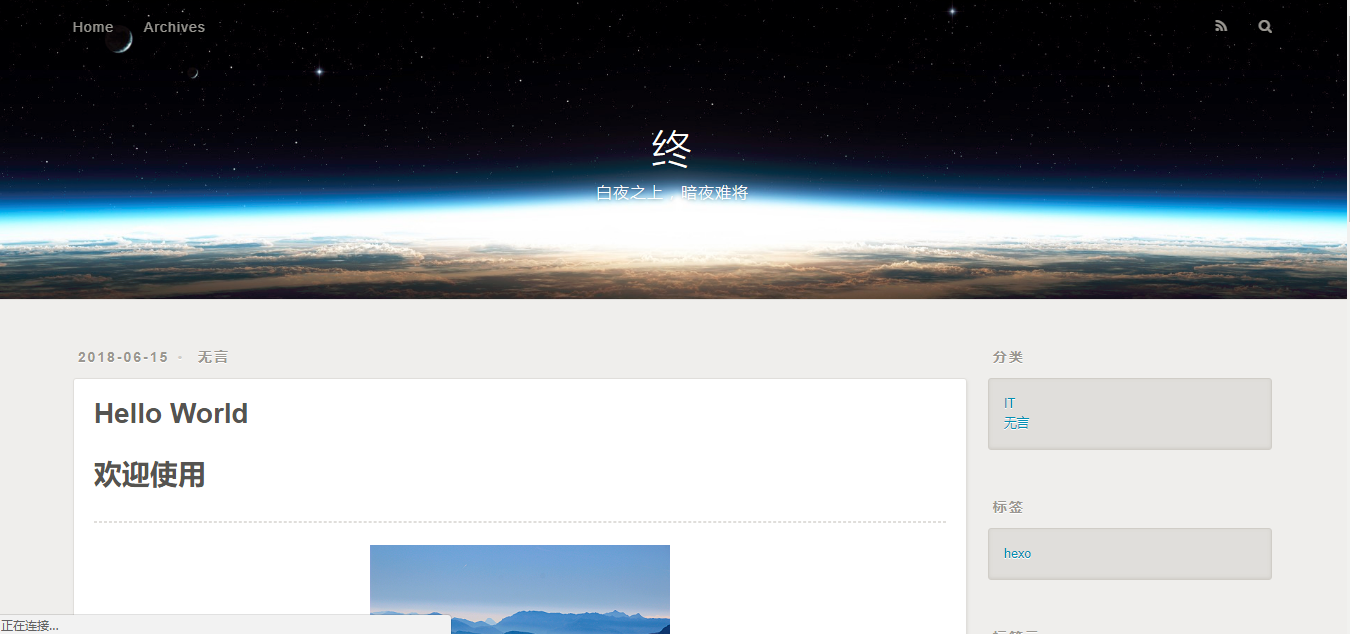 Home Archives
终
白夜之上，暗夜难将
2018-06-15 · 无言
Hello World
欢迎使用
分类
IT
无言
标签
hexo
正在连接...